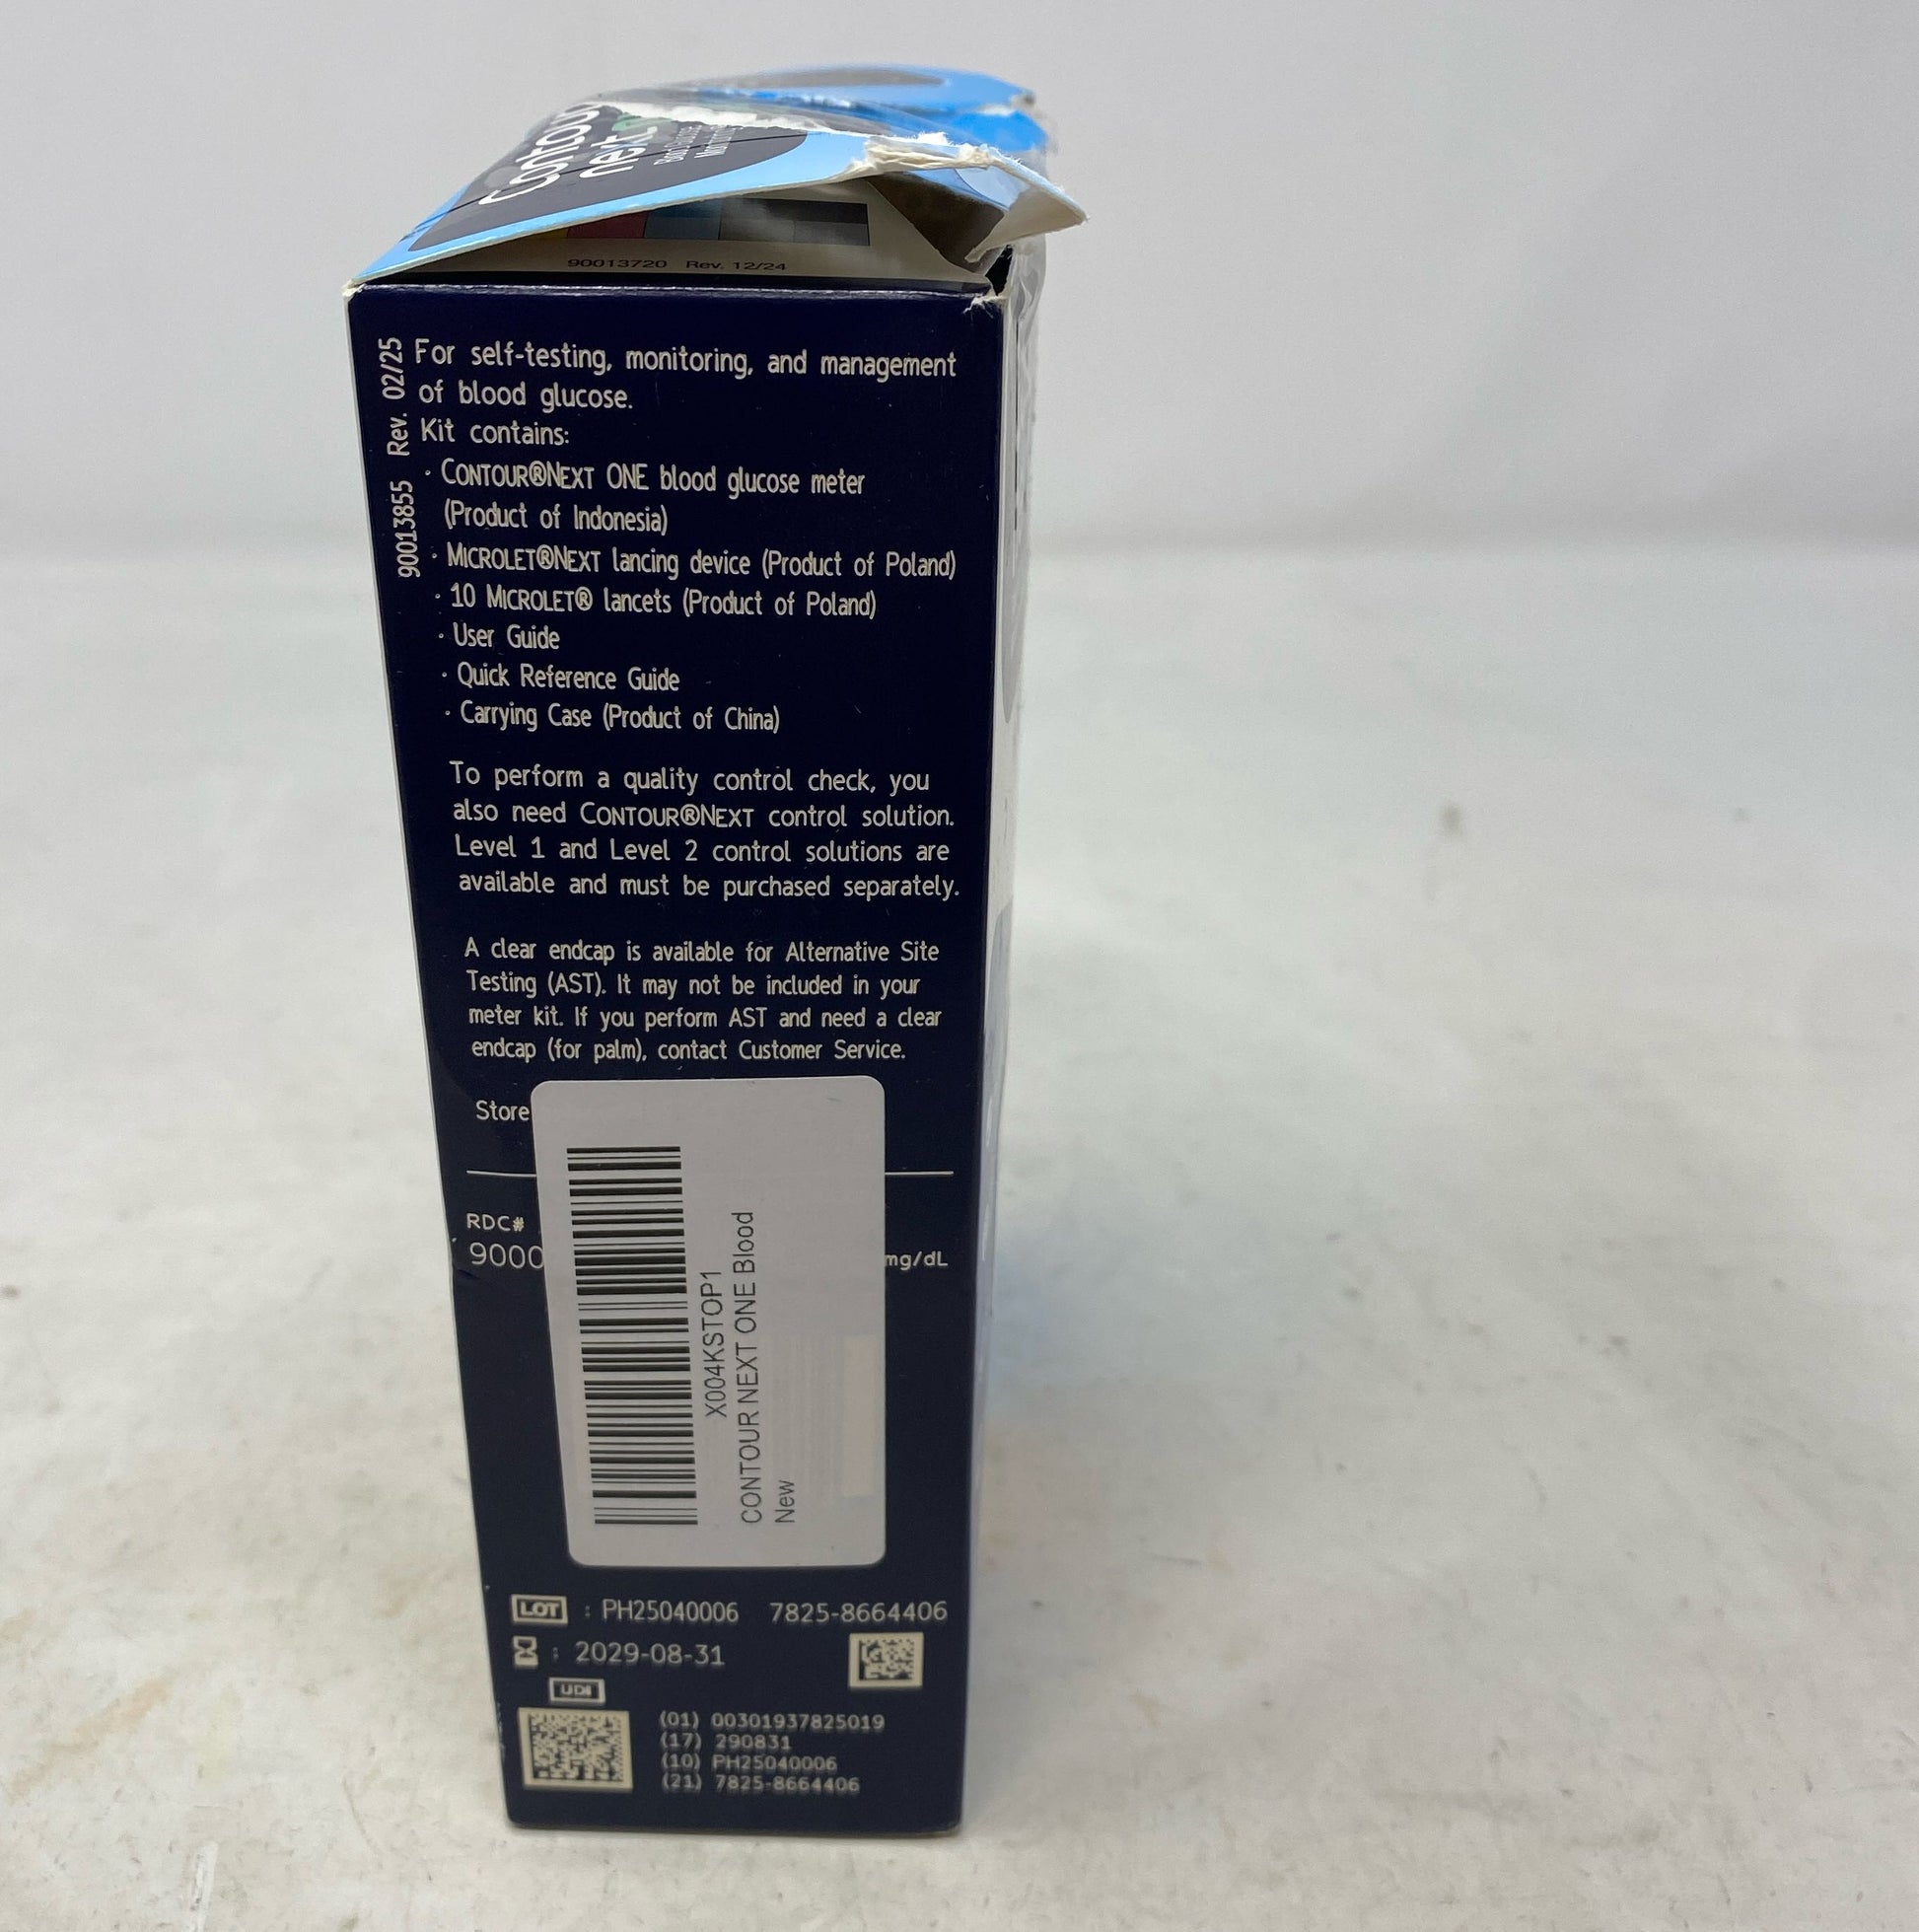 contour
next
Blood Glucose
90013720 Rev. 12/24
90013855 Rev. 02/25
For self-testing, monitoring, and management
of blood glucose.
Kit contains:
· CONTOUR®NEXT ONE blood glucose meter
(Product of Indonesia)
· MICROLET®NEXT lancing device (Product of Poland)
· 10 MICROLET® lancets (Product of Poland)
· User Guide
· Quick Reference Guide
· Carrying Case (Product of China)
To perform a quality control check, you
also need CONTOUR®NEXT control solution.
Level 1 and Level 2 control solutions are
available and must be purchased separately.
A clear endcap is available for Alternative Site
Testing (AST). It may not be included in your
meter kit. If you perform AST and need a clear
endcap (for palm), contact Customer Service.
Store
RDC#
9000
mg/dL
X004KSTOP1
CONTOUR NEXT ONE Blood
New
LOT : PH25040006 7825-8664406
: 2029-08-31
UDI
(01) 00301937825019
(17) 290831
(10) PH25040006
(21) 7825-8664406